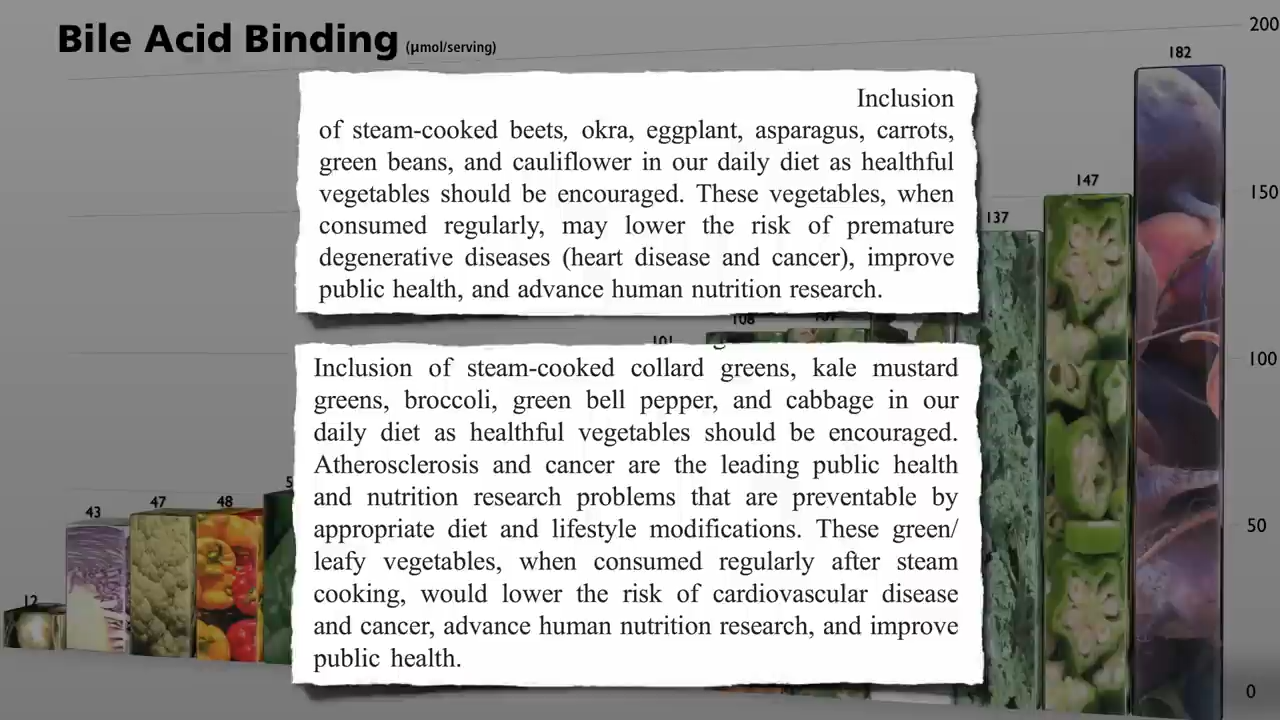 Bile Acid Binding (μmol/serving)
200
182
Inclusion
of steam-cooked beets, okra, eggplant, asparagus, carrots,
green beans, and cauliflower in our daily diet as healthful
vegetables should be encouraged. These vegetables, when
consumed regularly, may lower the risk of premature
degenerative diseases (heart disease and cancer), improve
public health, and advance human nutrition research.
147
150
137
108
101
100
Inclusion of steam-cooked collard greens, kale mustard
greens, broccoli, green bell pepper, and cabbage in our
daily diet as healthful vegetables should be encouraged.
Atherosclerosis and cancer are the leading public health
and nutrition research problems that are preventable by
appropriate diet and lifestyle modifications. These green/
leafy vegetables, when consumed regularly after steam
cooking, would lower the risk of cardiovascular disease
and cancer, advance human nutrition research, and improve
public health.
43
47
48
50
12
0